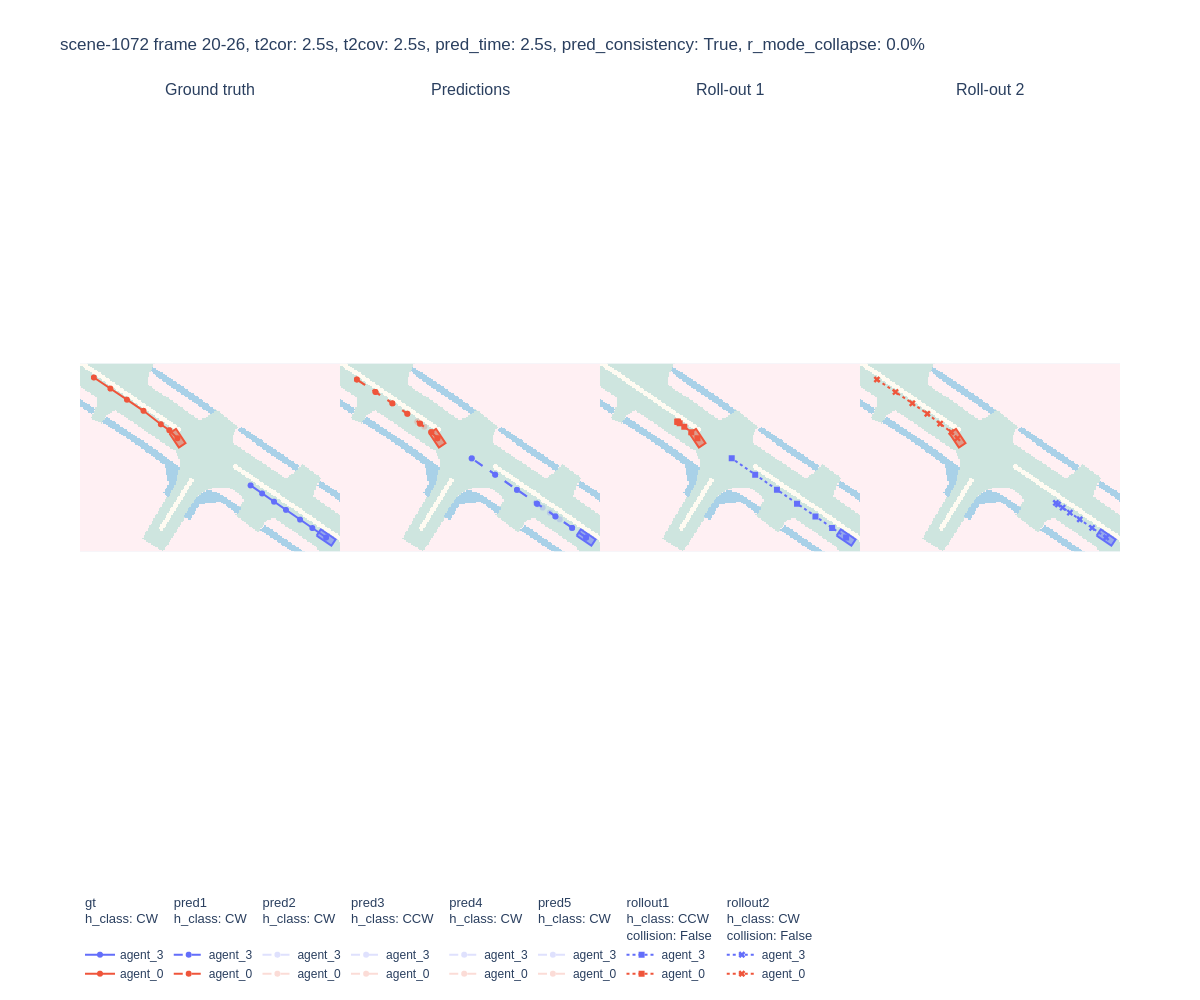 scene-1072 frame 20-26, t2cor: 2.5s, t2cov: 2.5s, pred_time: 2.5s, pred_consistency: True, r_mode_collapse: 0.0%
Ground truth Predictions Roll-out 1 Roll-out 2
gt pred1 pred2 pred3 pred4 pred5 rollout1 rollout2
h_class: CW h_class: CW h_class: CW h_class: CCW h_class: CW h_class: CW h_class: CCW h_class: CW
collision: False collision: False
agent_3 agent_3 agent_3 agent_3 agent_3 agent_3 agent_3 agent_3
agent_0 agent_0 agent_0 agent_0 agent_0 agent_0 agent_0 agent_0